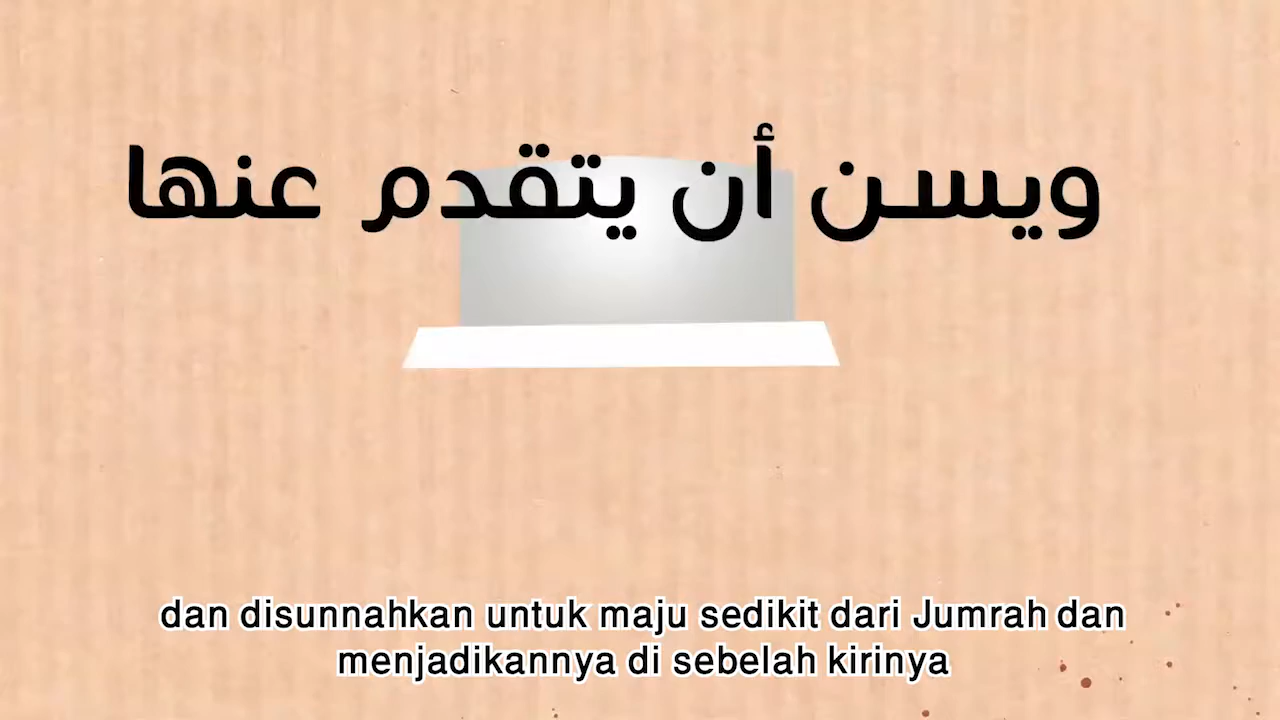 ويسن أن يتقدم عنها
dan disunnahkan untuk maju sedikit dari Jumrah dan
menjadikannya di sebelah kirinya